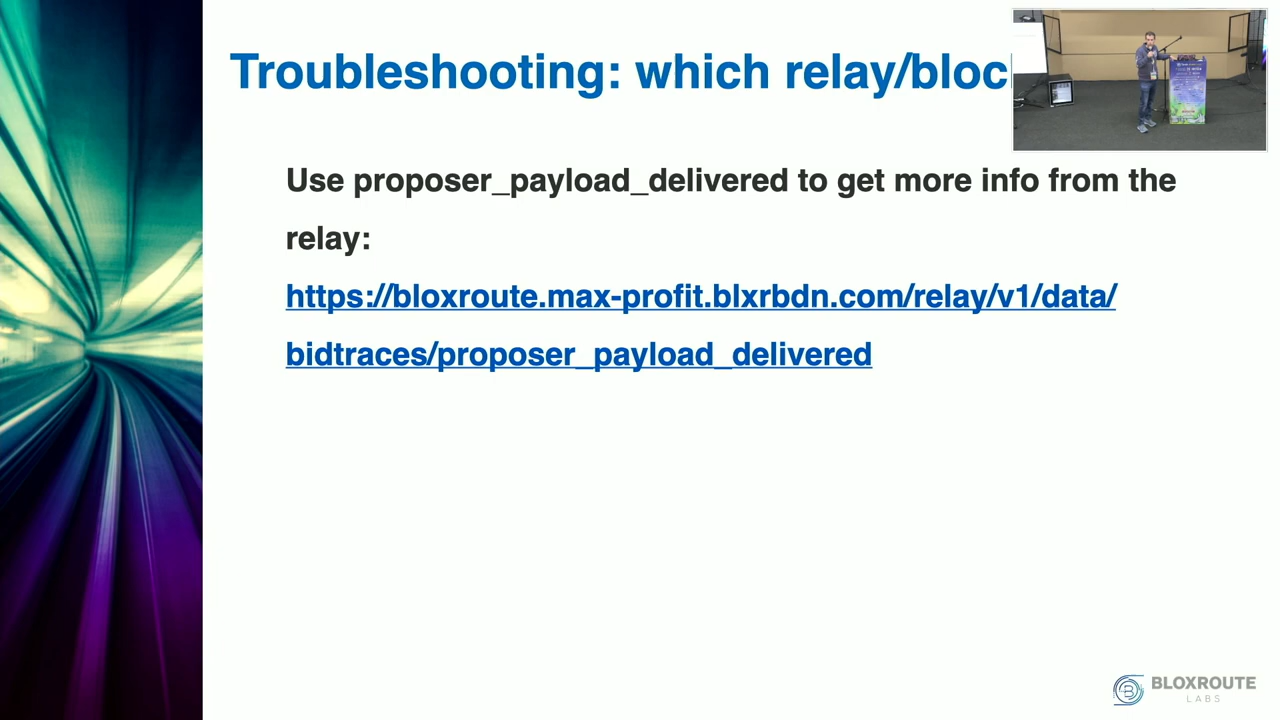 Troubleshooting: which relay/bloc
Use proposer_payload_delivered to get more info from the
relay:
https://bloxroute.max-profit.blxrbdn.com/relay/v1/data/
bidtraces/proposer_payload_delivered
BLOXROUTE
LABS